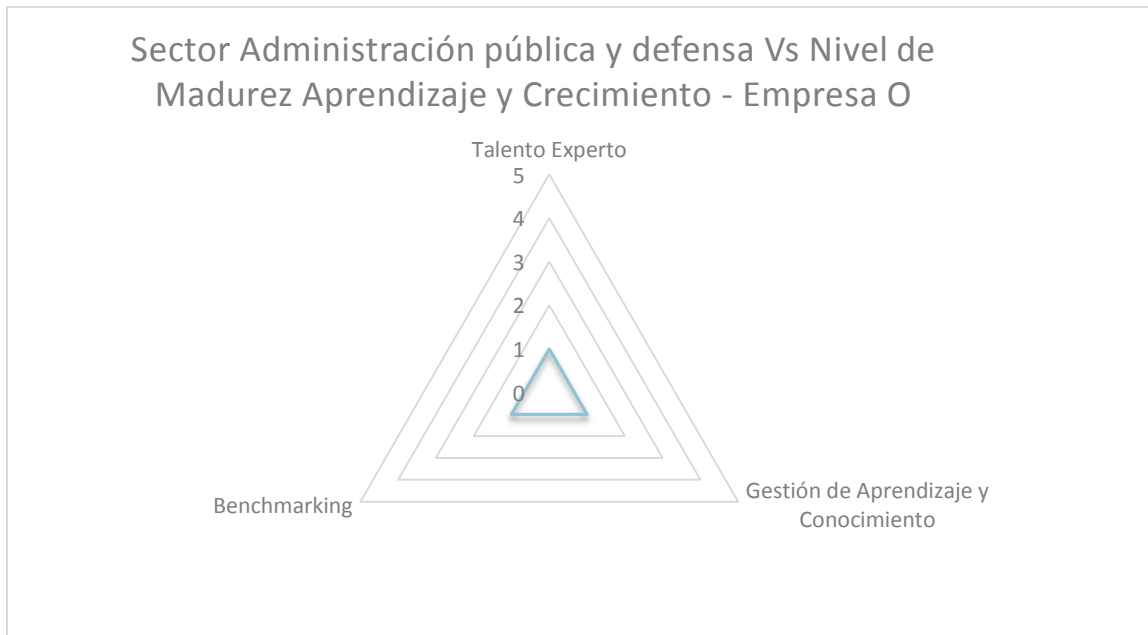 Sector Administración pública y defensa Vs Nivel de
Madurez Aprendizaje y Crecimiento - Empresa O
Talento Experto
5
4
3
2
1
0
Benchmarking
Gestión de Aprendizaje y
Conocimiento